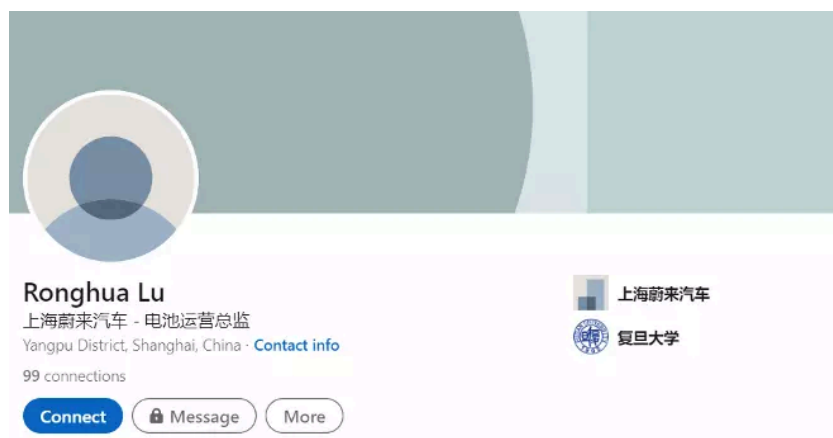 Ronghua Lu
上海蔚来汽车 - 电池运营总监
Yangpu District, Shanghai, China · Contact info
99 connections
Connect
Message
More
上海蔚来汽车
复旦大学